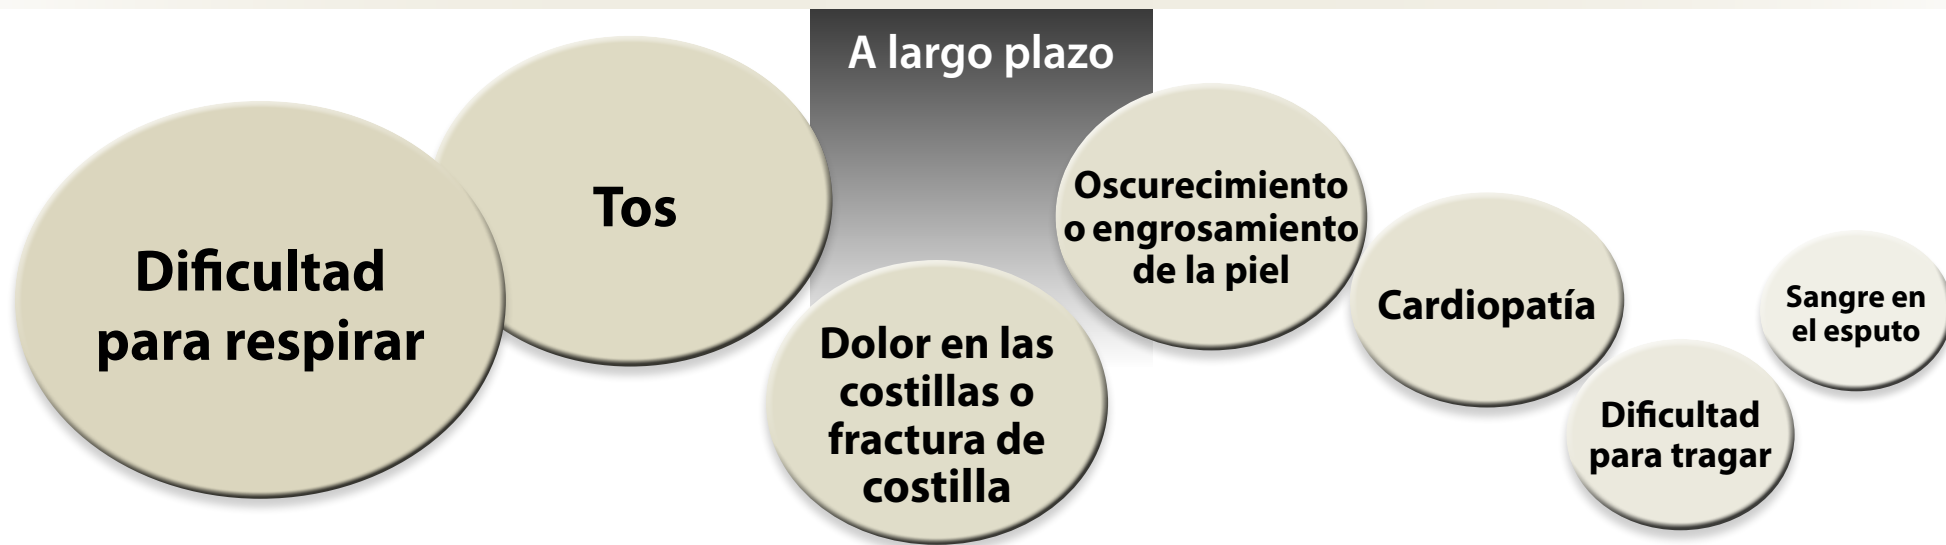 A largo plazo
Dificultad
para respirar
Tos
Dolor en las
costillas o
fractura de
costilla
Oscurecimiento
o engrosamiento
de la piel
Cardiopatía
Dificultad
para tragar
Sangre en
el esputo